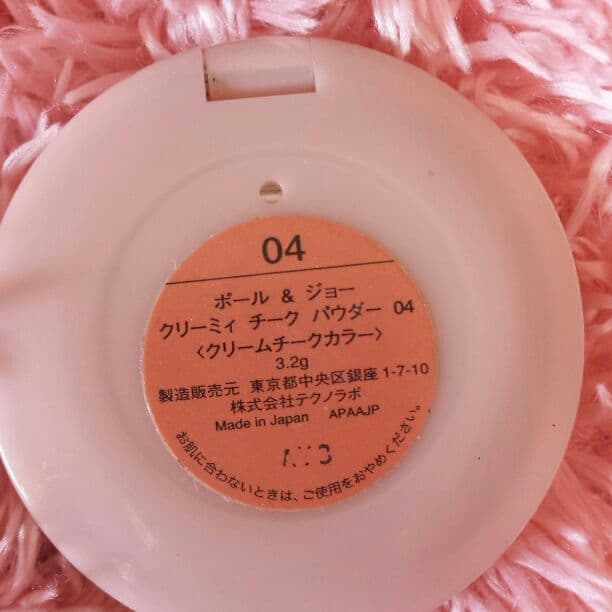 04
ポール & ジョー
クリーミィ チーク パウダー 04
〈クリームチークカラー〉
3.2g
製造販売元 東京都中央区銀座1-7-10
株式会社テクノラボ
Made in Japan APAAJP
お肌に合わないときは、ご使用をおやめください。